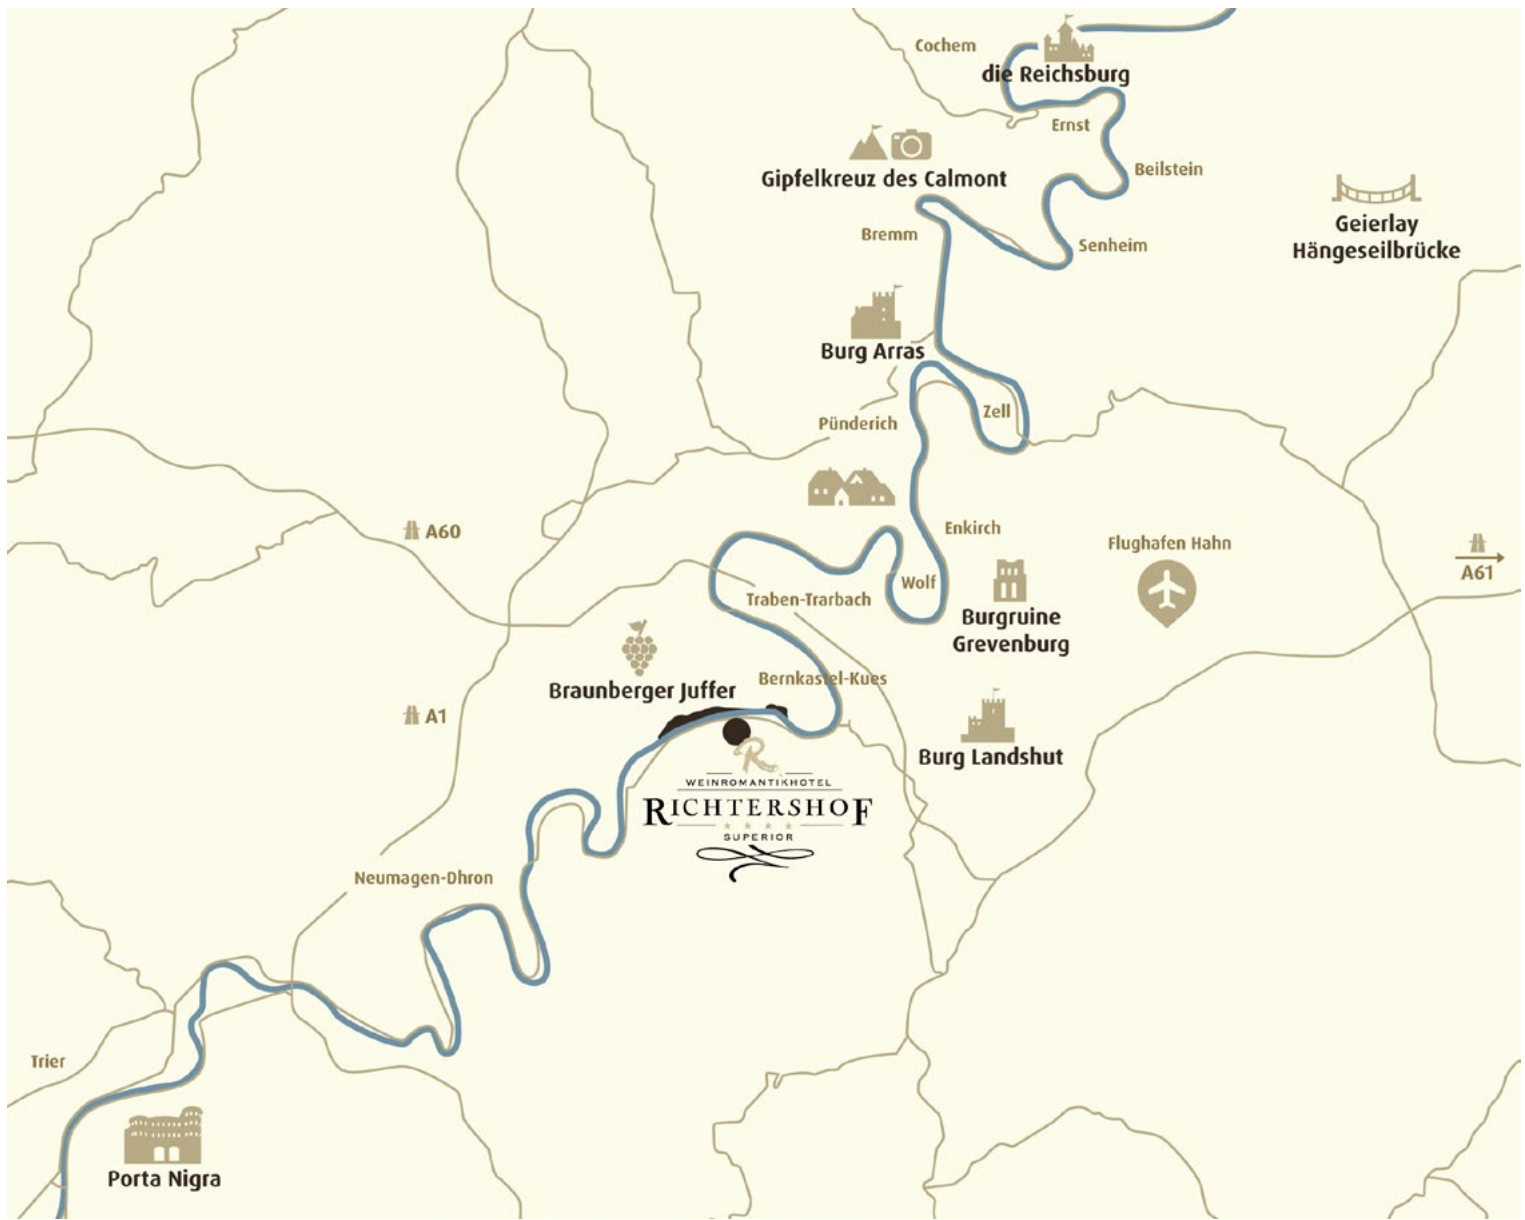 Cochem
die Reichsburg
Ernst
Beilstein
Gipfelkreuz des Calmont
Bremm
Senheim
Geierlay
Hängeseilbrücke
Burg Arras
Pünderich
Zell
A60
Enkirch
Flughafen Hahn
A61
Wolf
Traben-Trarbach
Burgruine
Grevenburg
Braunberger Juffer
Bernkastel-Kues
A1
Burg Landshut
R
WEINROMANTIKHOTEL
RICHTERSHOF
SUPERIOR
Neumagen-Dhron
Trier
Porta Nigra